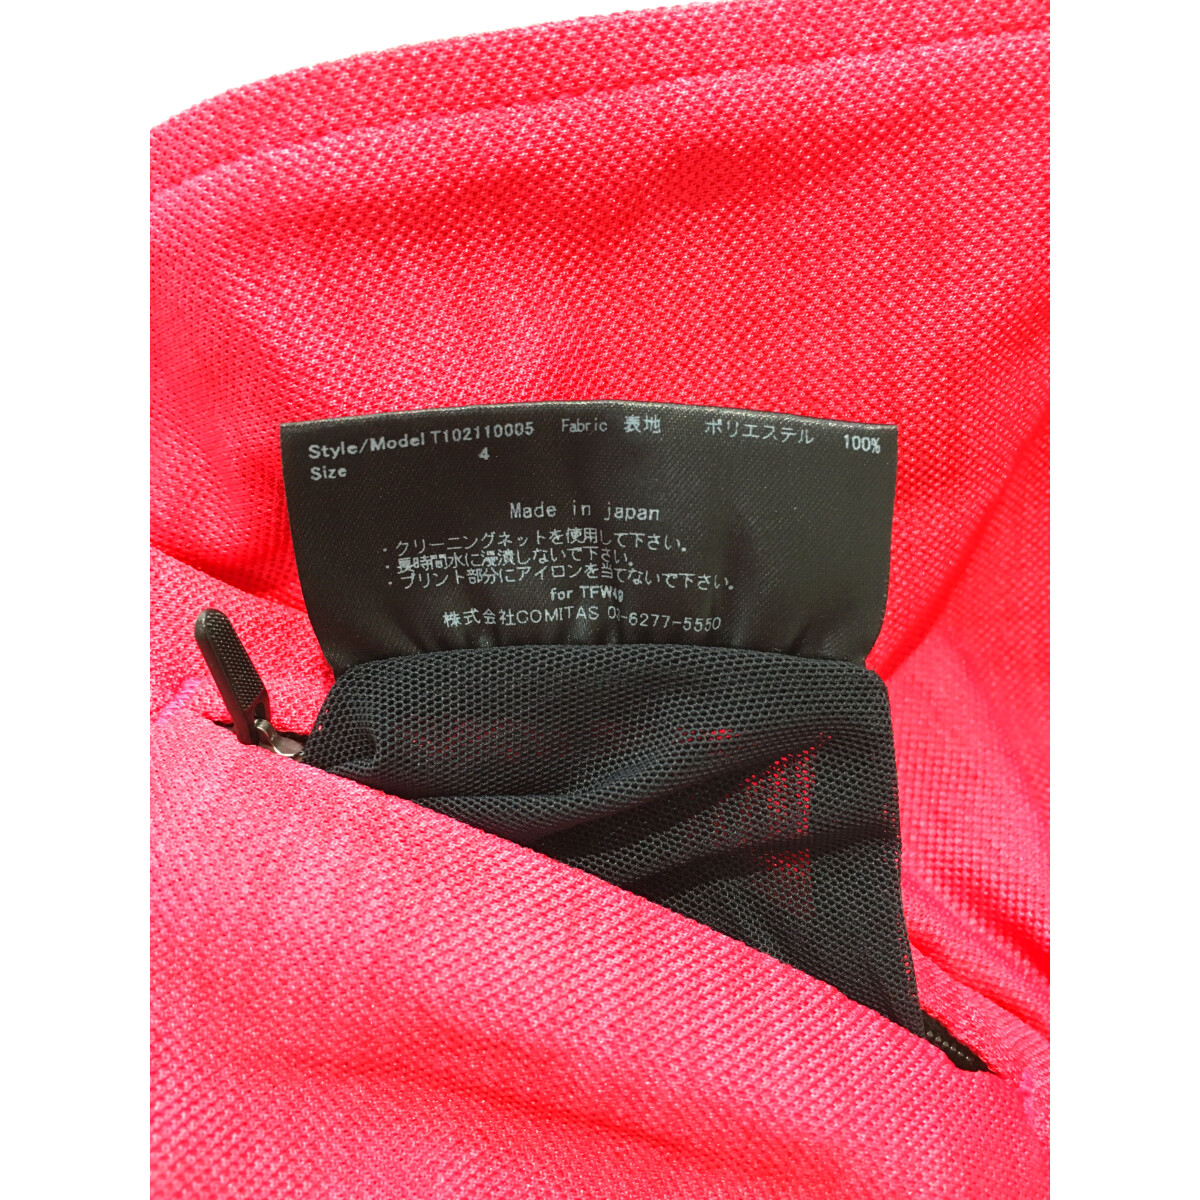 Style/Model T102110005 Fabric 表地 ポリエステル 100%
Size 4
Made in japan
・クリーニングネットを使用して下さい。
・長時間水に浸漬しないで下さい。
・プリント部分にアイロンを当てないで下さい。
for TFW49
株式会社COMITAS 03-6277-5550